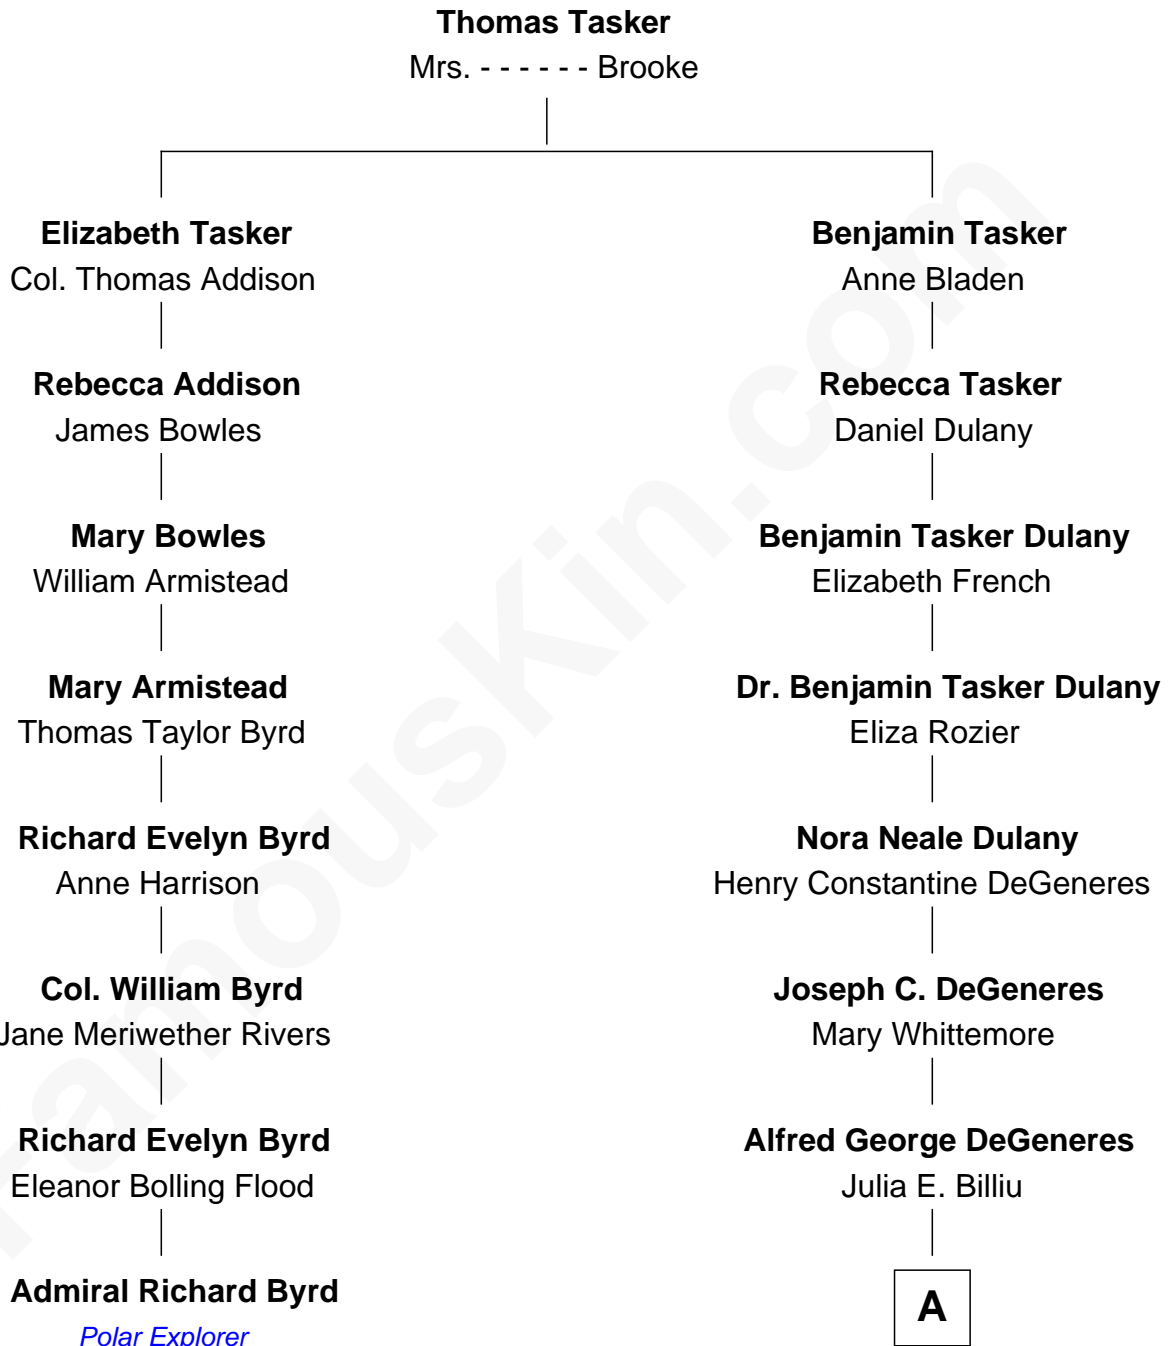 Thomas Tasker
Mrs. - - - - - - Brooke
Elizabeth Tasker
Col. Thomas Addison
Rebecca Addison
James Bowles
Mary Bowles
William Armistead
Mary Armistead
Thomas Taylor Byrd
Richard Evelyn Byrd
Anne Harrison
Col. William Byrd
Jane Meriwether Rivers
Richard Evelyn Byrd
Eleanor Bolling Flood
Admiral Richard Byrd
Polar Explorer
Benjamin Tasker
Anne Bladen
Rebecca Tasker
Daniel Dulany
Benjamin Tasker Dulany
Elizabeth French
Dr. Benjamin Tasker Dulany
Eliza Rozier
Nora Neale Dulany
Henry Constantine DeGeneres
Joseph C. DeGeneres
Mary Whittemore
Alfred George DeGeneres
Julia E. Billiu
A
FamousKin.com